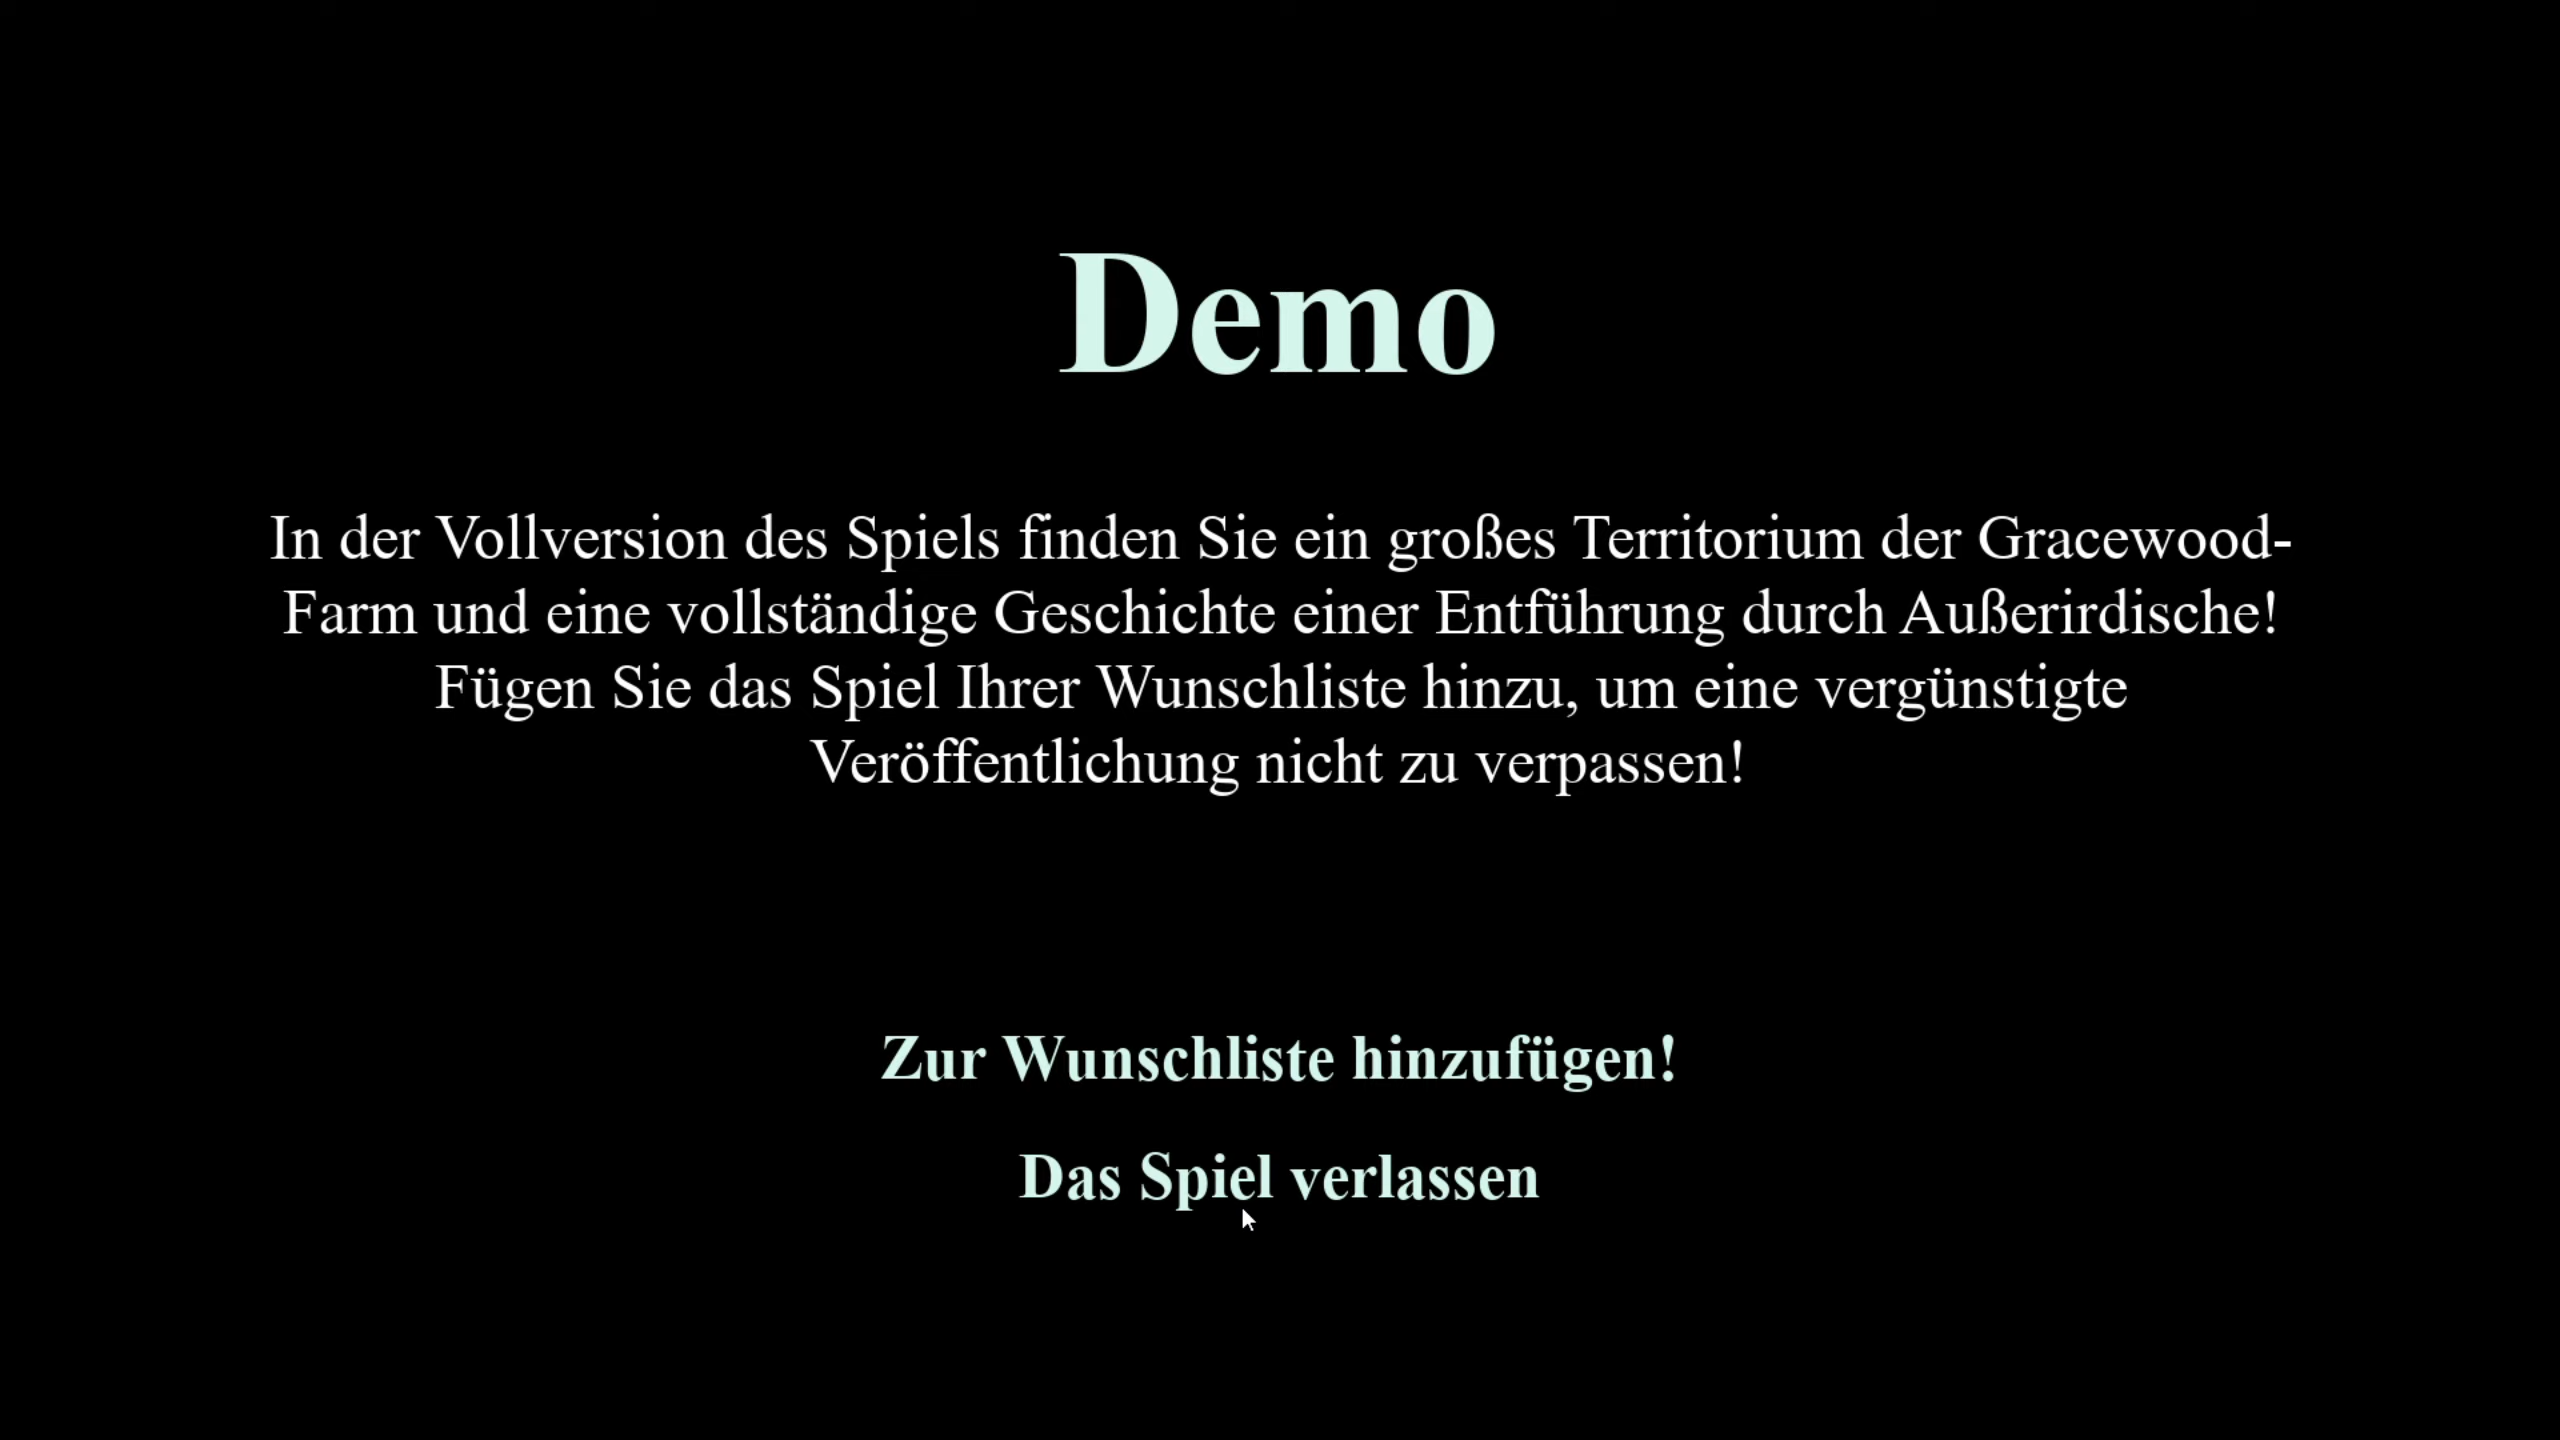 Demo
In der Vollversion des Spiels finden Sie ein großes Territorium der Gracewood-
Farm und eine vollständige Geschichte einer Entführung durch Außerirdische!
Fügen Sie das Spiel Ihrer Wunschliste hinzu, um eine vergünstigte
Veröffentlichung nicht zu verpassen!
Zur Wunschliste hinzufügen!
Das Spiel verlassen